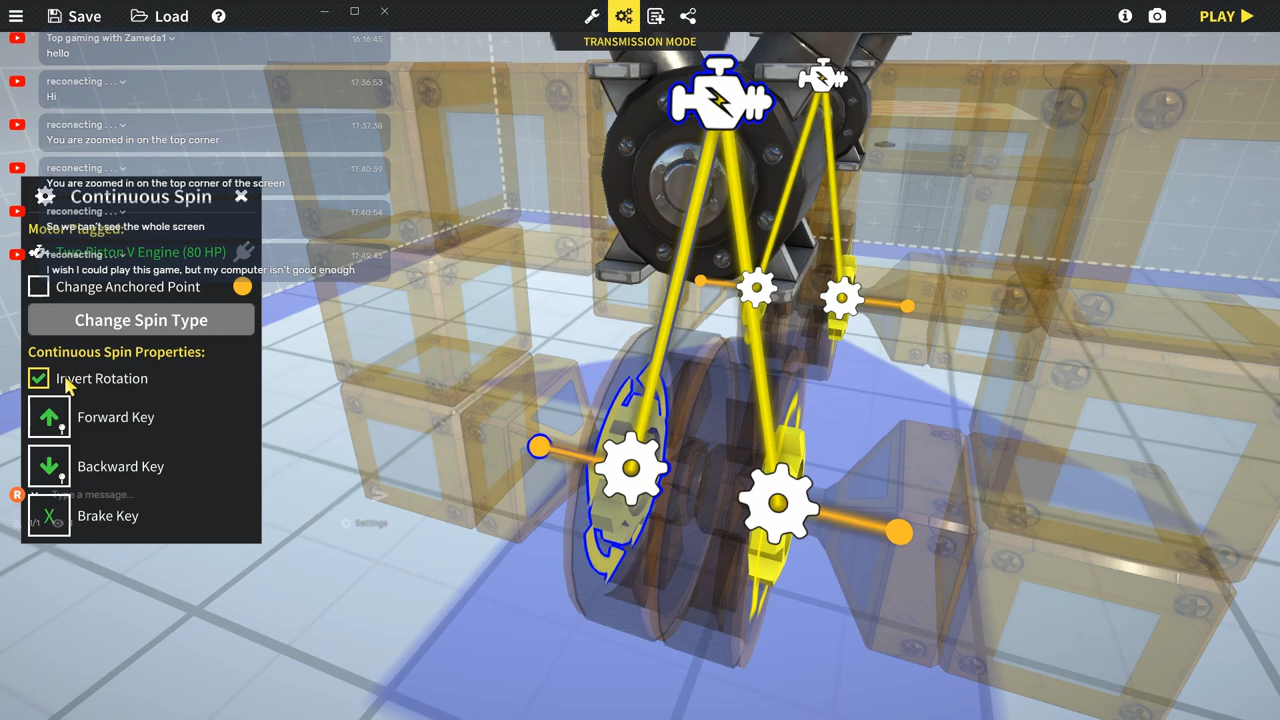 Save
Load
PLAY
TRANSMISSION MODE
Top gaming with Zameda1
16:16:45
hello
reconecting . . .
17:36:53
Hi
reconecting . . .
17:37:38
You are zoomed in on the top corner
reconecting . . .
17:40:39
You are zoomed in on the top corner of the screen
Continuous Spin
reconecting . . .
17:40:54
So we can't see the whole screen
Two Piston V Engine (80 HP)
reconecting . . .
17:49:43
I wish I could play this game, but my computer isn't good enough
Change Anchored Point
Change Spin Type
Continuous Spin Properties:
Invert Rotation
Forward Key
Backward Key
R
Type a message...
X
Brake Key
1/1
Settings